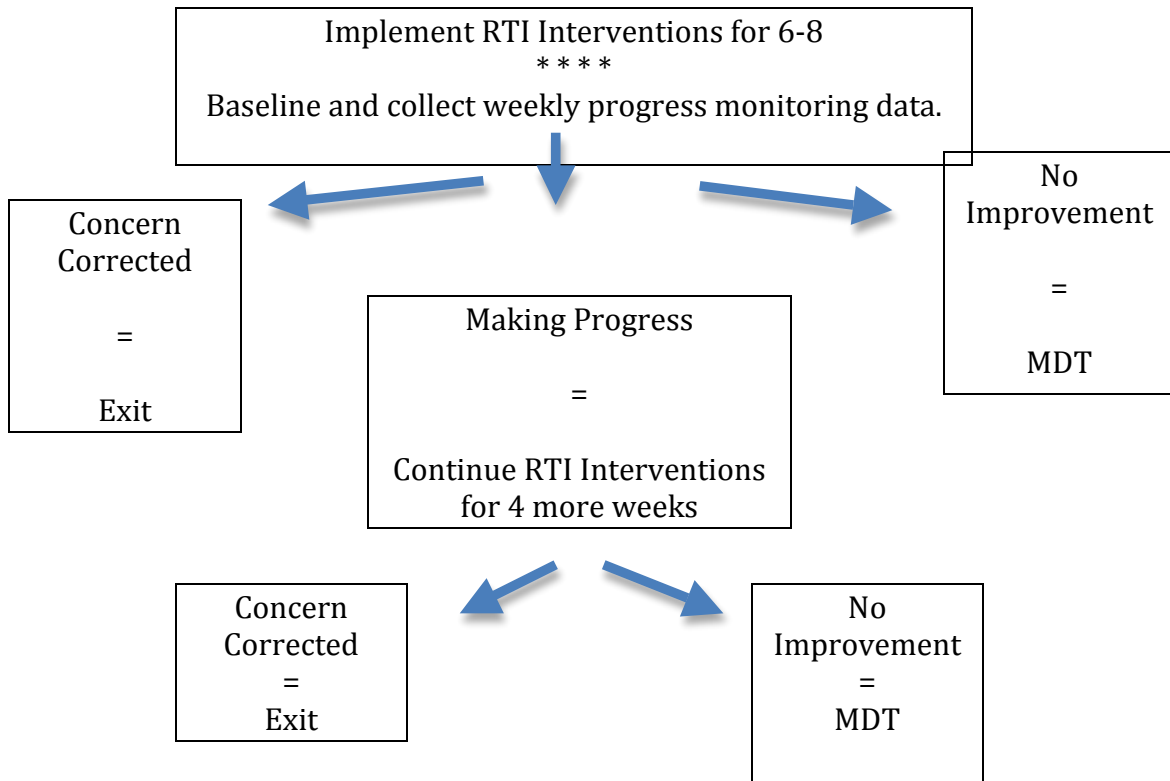 Implement RTI Interventions for 6-8
* * * *
Baseline and collect weekly progress monitoring data.
Concern
Corrected
=
Exit
Making Progress
=
Continue RTI Interventions
for 4 more weeks
No
Improvement
=
MDT
Concern
Corrected
=
Exit
No
Improvement
=
MDT